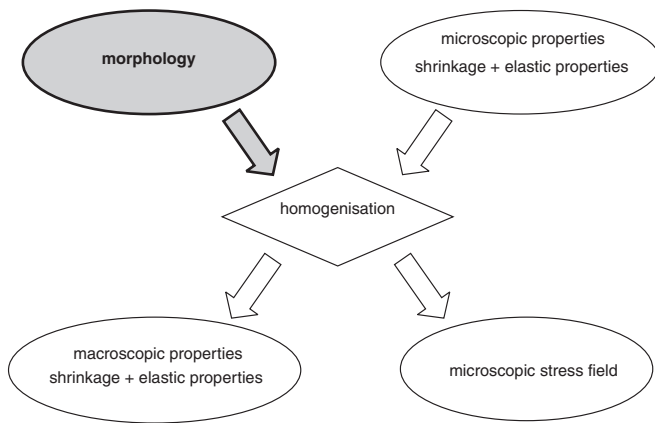 morphology
microscopic properties
shrinkage + elastic properties
homogenisation
macroscopic properties
shrinkage + elastic properties
microscopic stress field